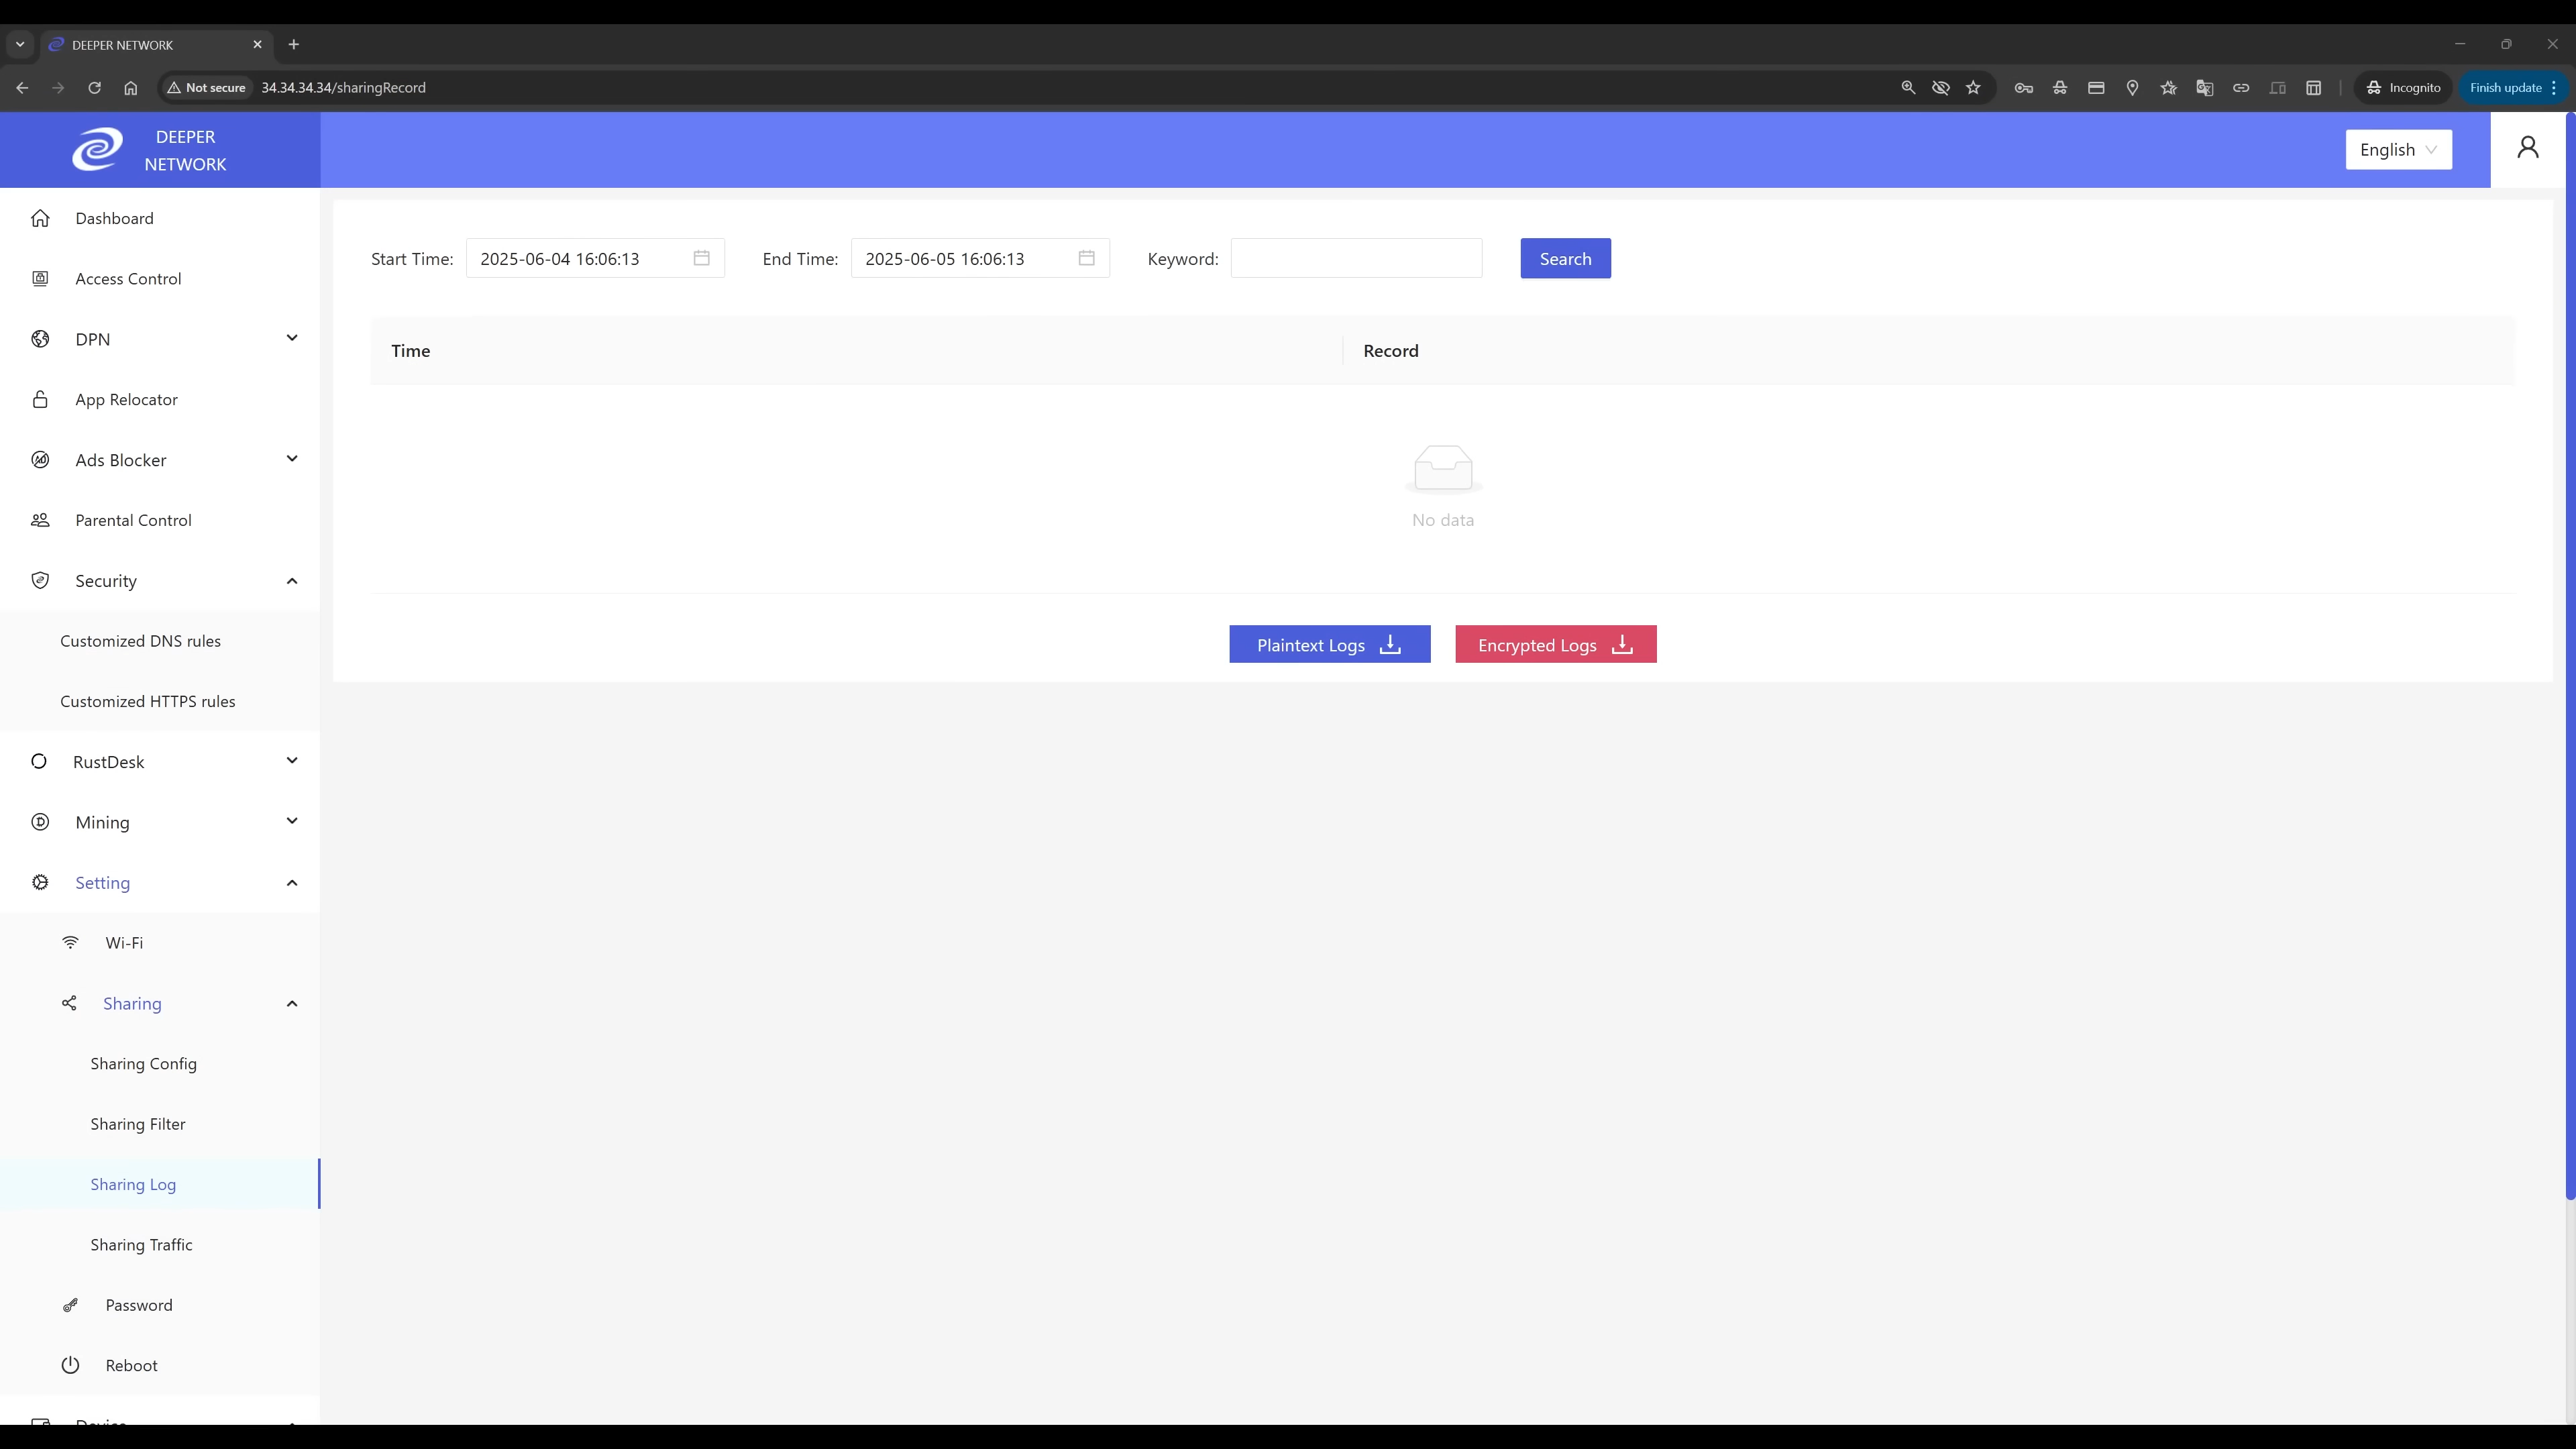 DEEPER NETWORK
Not secure
34.34.34.34/sharingRecord
Incognito
Finish update
DEEPER
NETWORK
English
Dashboard
Access Control
DPN
App Relocator
Ads Blocker
Parental Control
Security
Customized DNS rules
Customized HTTPS rules
RustDesk
Mining
Setting
Wi-Fi
Sharing
Sharing Config
Sharing Filter
Sharing Log
Sharing Traffic
Password
Reboot
Device
Start Time: 2025-06-04 16:06:13 End Time: 2025-06-05 16:06:13 Keyword: Search
Time Record
No data
Plaintext Logs Encrypted Logs